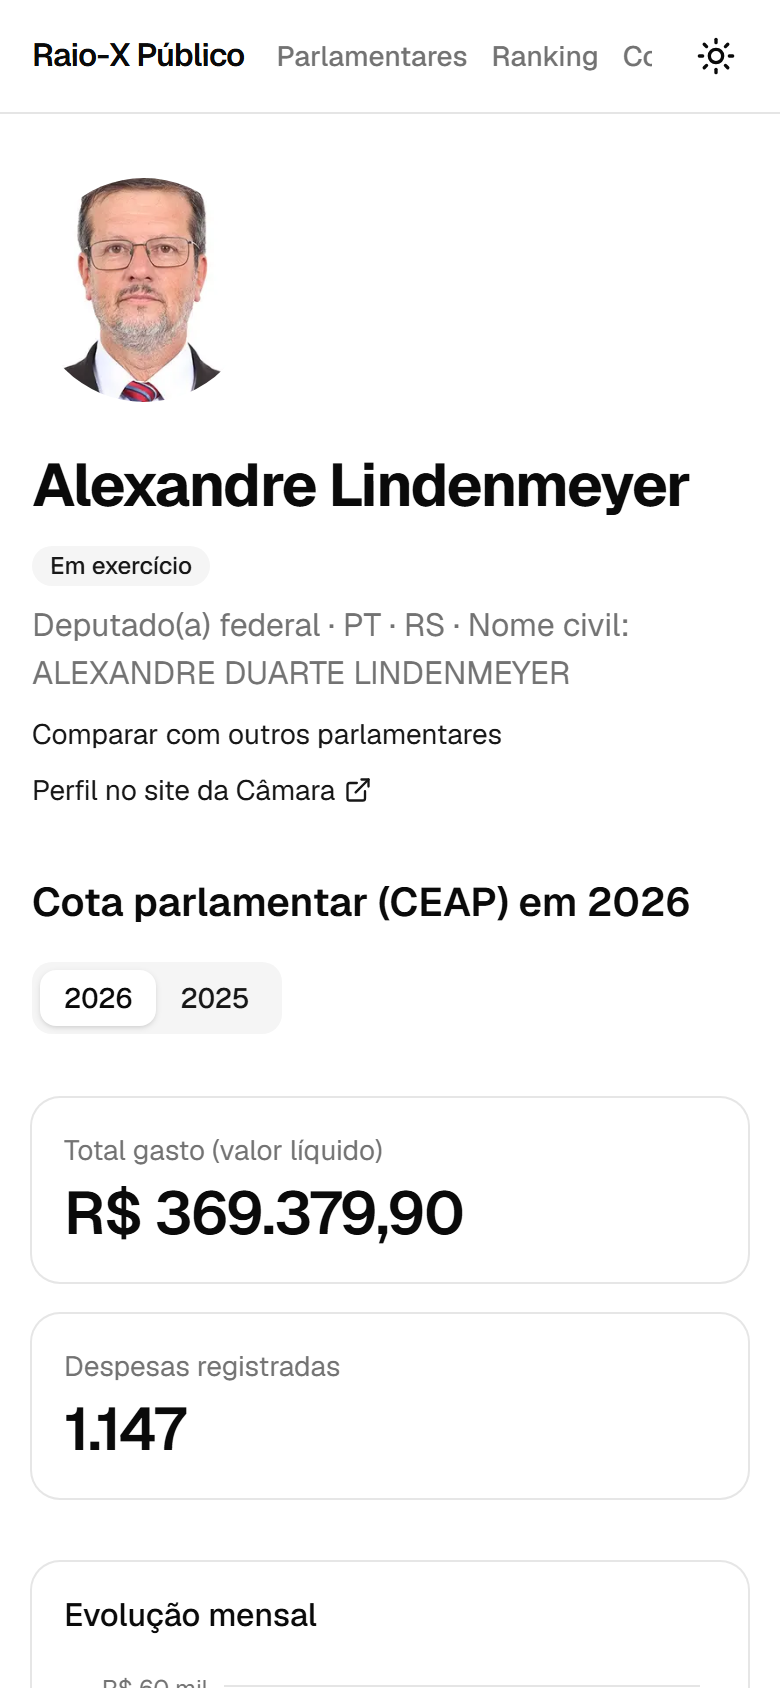 Raio-X Público Parlamentares Ranking
Alexandre Lindenmeyer
Em exercício
Deputado(a) federal · PT · RS · Nome civil:
ALEXANDRE DUARTE LINDENMEYER
Comparar com outros parlamentares
Perfil no site da Câmara
Cota parlamentar (CEAP) em 2026
2026 2025
Total gasto (valor líquido)
R$ 369.379,90
Despesas registradas
1.147
Evolução mensal
R$ 60 mil